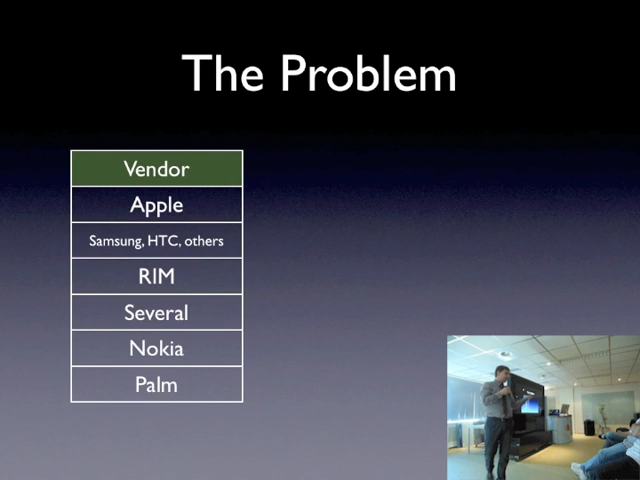 The Problem
Vendor
Apple
Samsung, HTC, others
RIM
Several
Nokia
Palm